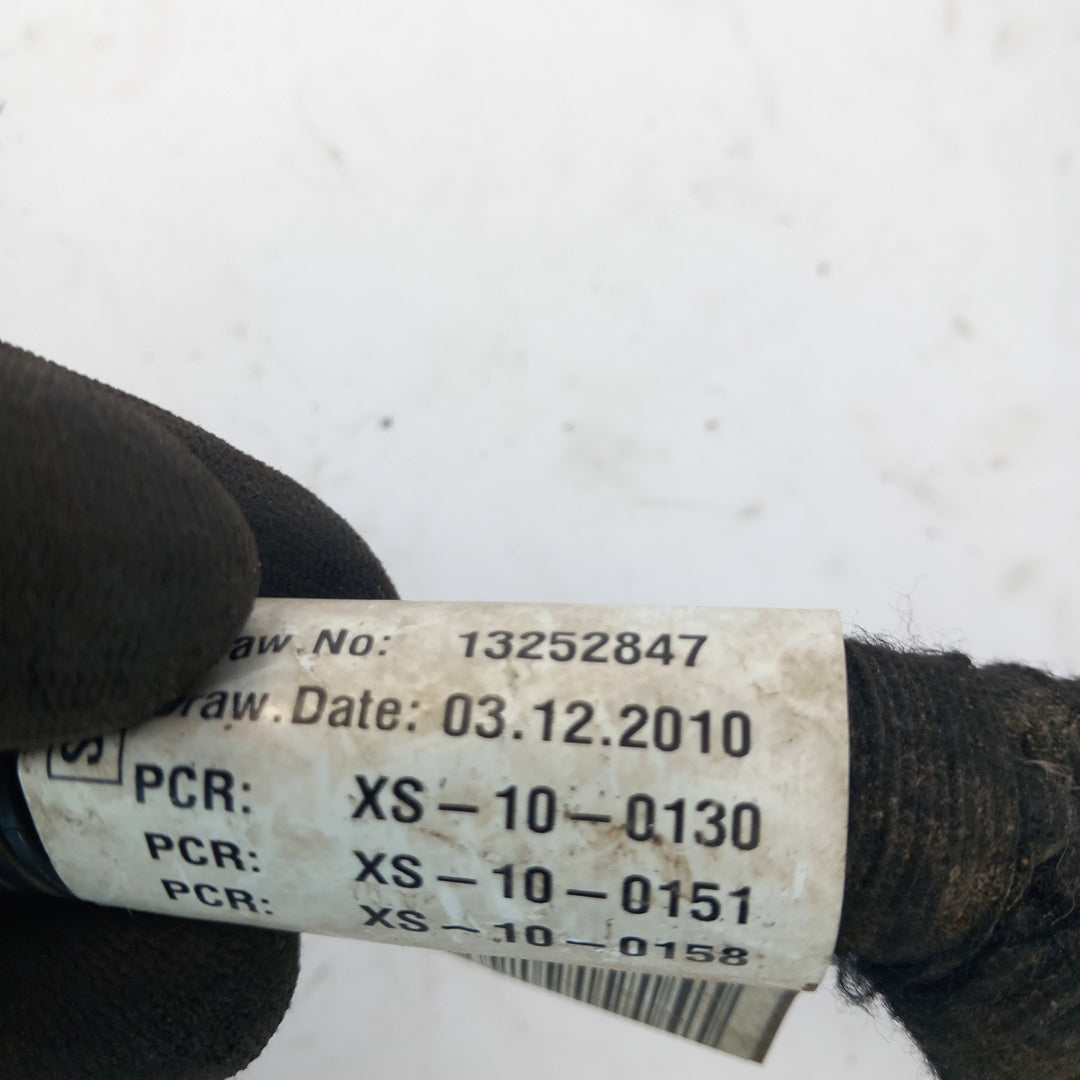 aw.No: 13252847
Draw.Date: 03.12.2010
S
PCR: XS-10-0130
PCR: XS-10-0151
PCR: XS-10-0158